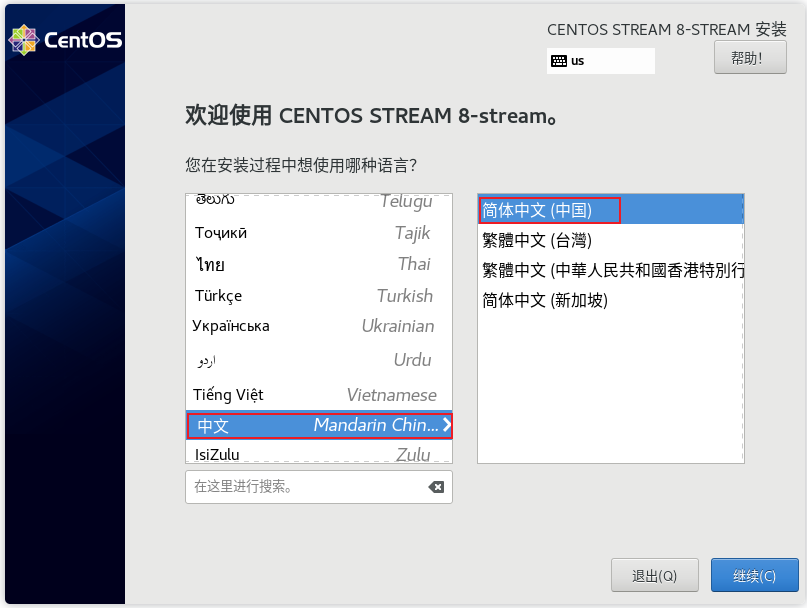 CentOS
CENTOS STREAM 8-STREAM 安装
us
帮助！
欢迎使用 CENTOS STREAM 8-stream。
您在安装过程中想使用哪种语言？
తెలుగు Telugu
Тоҷикӣ Tajik
ไทย Thai
Türkçe Turkish
Українська Ukrainian
اردو Urdu
Tiếng Việt Vietnamese
中文 Mandarin Chin...
IsiZulu Zulu
简体中文 (中国)
繁體中文 (台灣)
繁體中文 (中華人民共和國香港特別行
简体中文 (新加坡)
在这里进行搜索。
退出(Q)
继续(C)